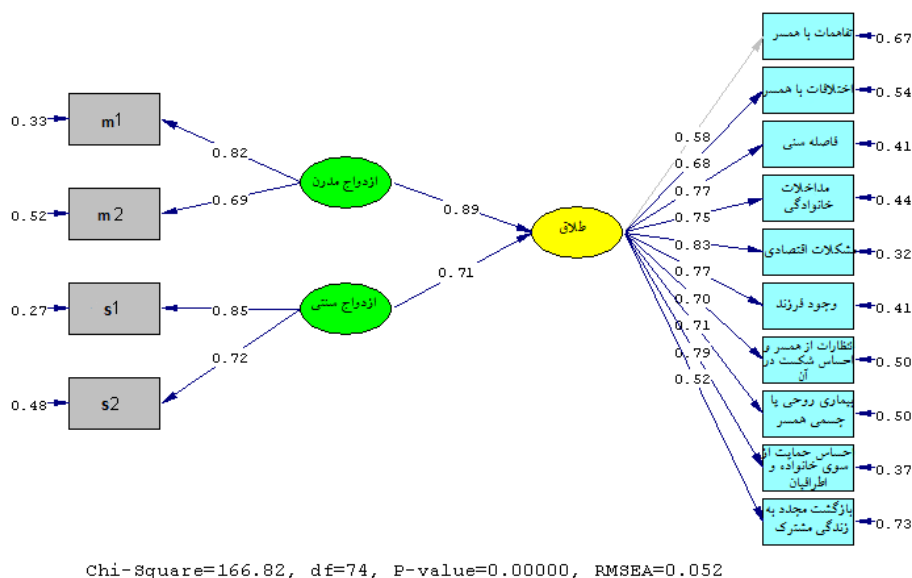 0.33
m1
0.82
0.52
m2
0.69
0.27
s1
0.85
0.48
s2
0.72
ازدواج مدرن
0.89
ازدواج سنتی
0.71
طلاق
0.58
0.68
0.77
0.75
0.83
0.77
0.70
0.71
0.79
0.52
تفاهمات با همسر
0.67
اختلافات با همسر
0.54
فاصله سنی
0.41
مداخلات
خانوادگی
0.44
مشکلات اقتصادی
0.32
وجود فرزند
0.41
نتظارات از همسر و
احساس شکست در
آن
0.50
بیماری روحی یا
جسمی همسر
0.50
حساس حمایت از
سوی خانواده و
اطرافیان
0.37
بازگشت مجدد به
زندگی مشترک
0.73
Chi-Square=166.82, df=74, P-value=0.00000, RMSEA=0.052